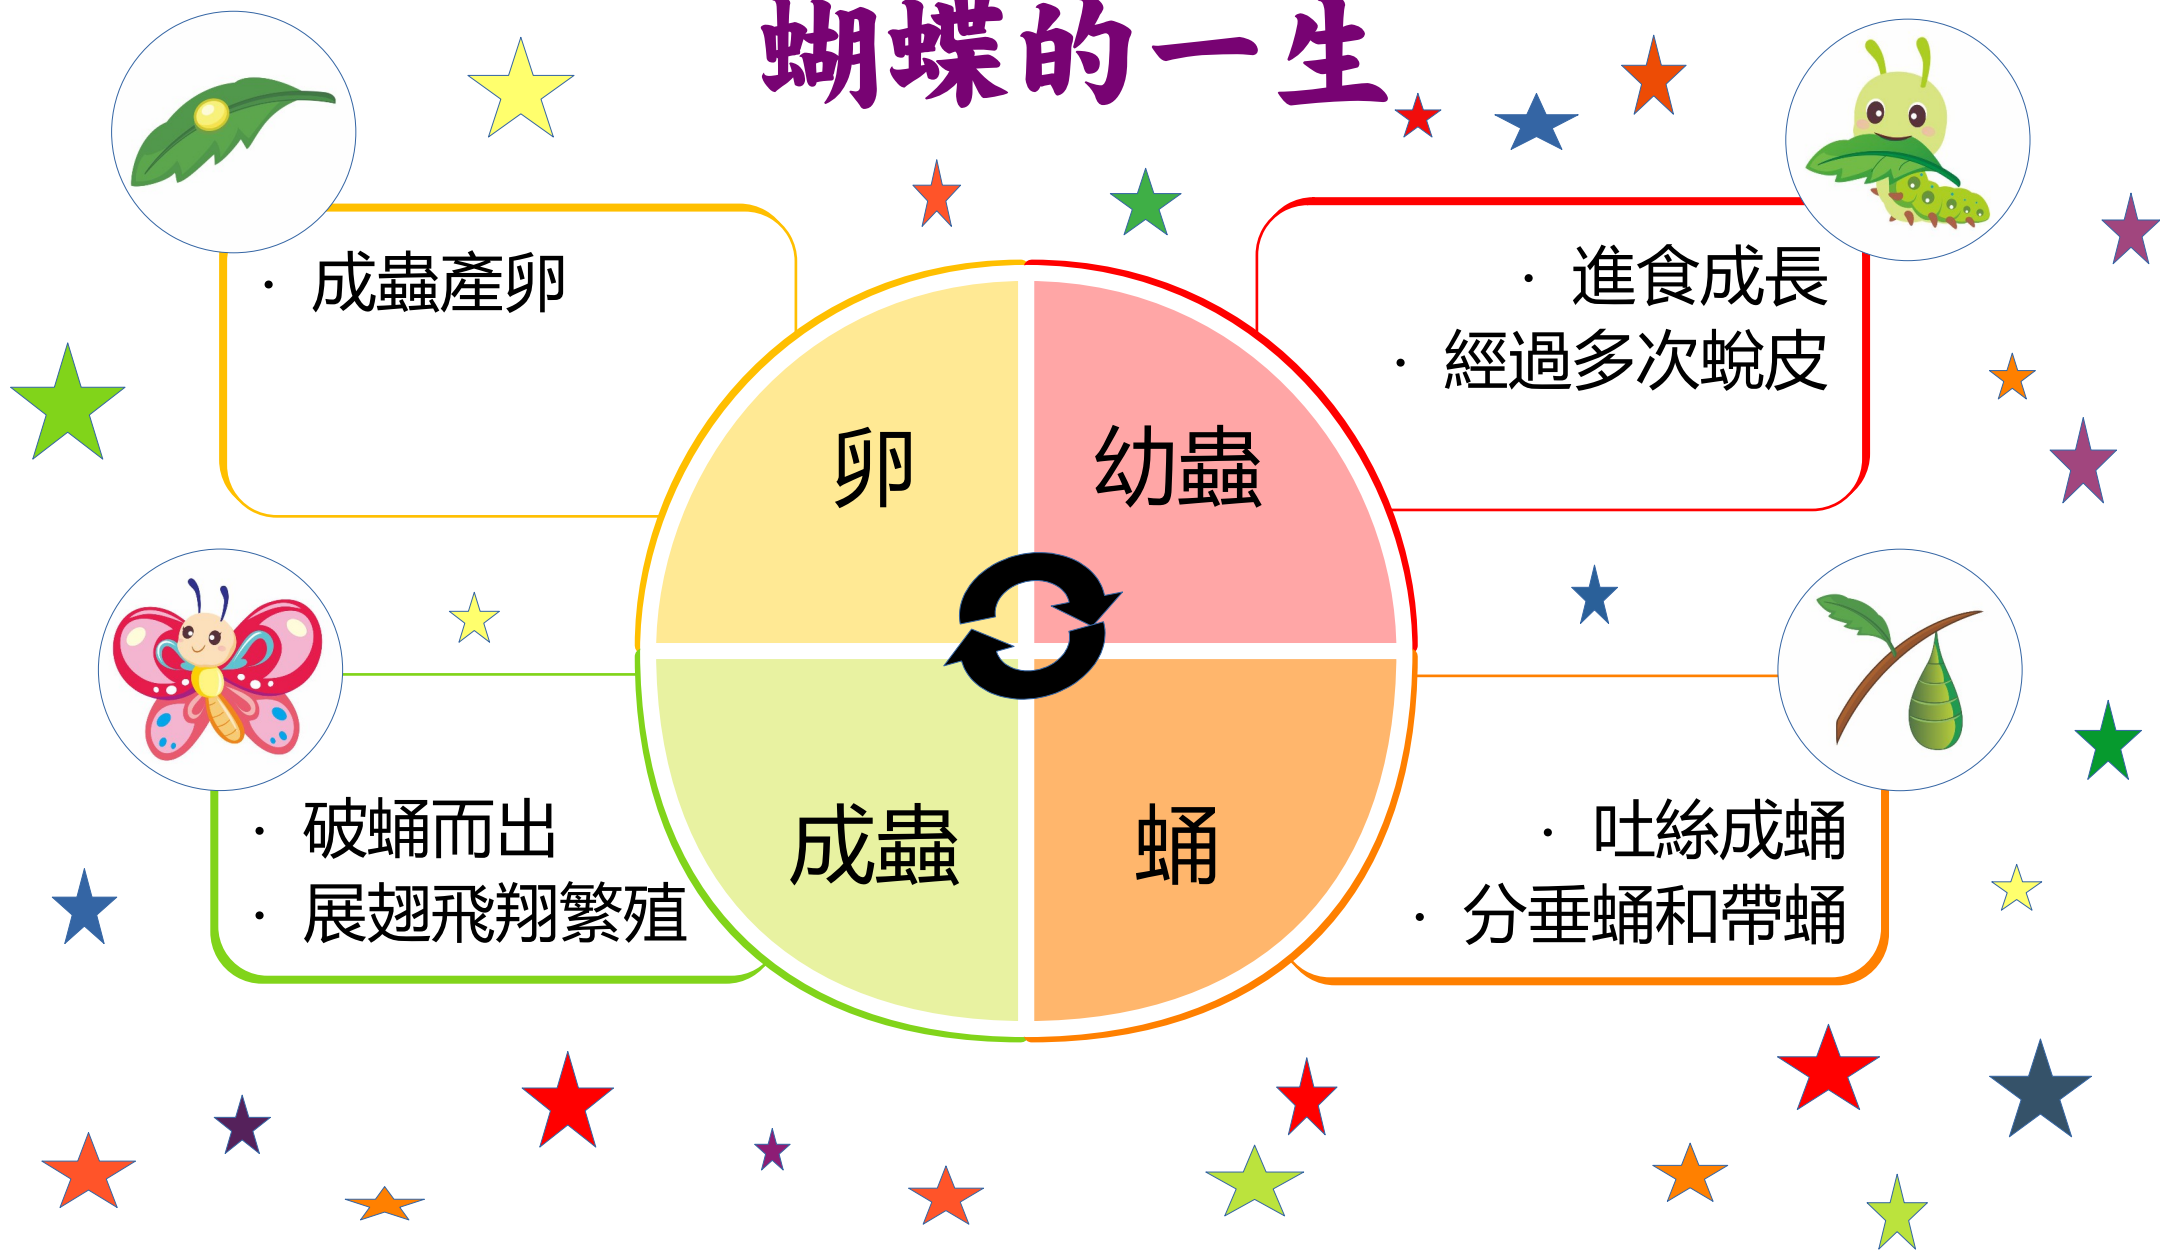 蝴蝶的一生
・成蟲產卵
・進食成長
・經過多次蛻皮
卵
幼蟲
成蟲
蛹
・破蛹而出
・展翅飛翔繁殖
・吐絲成蛹
・分垂蛹和帶蛹